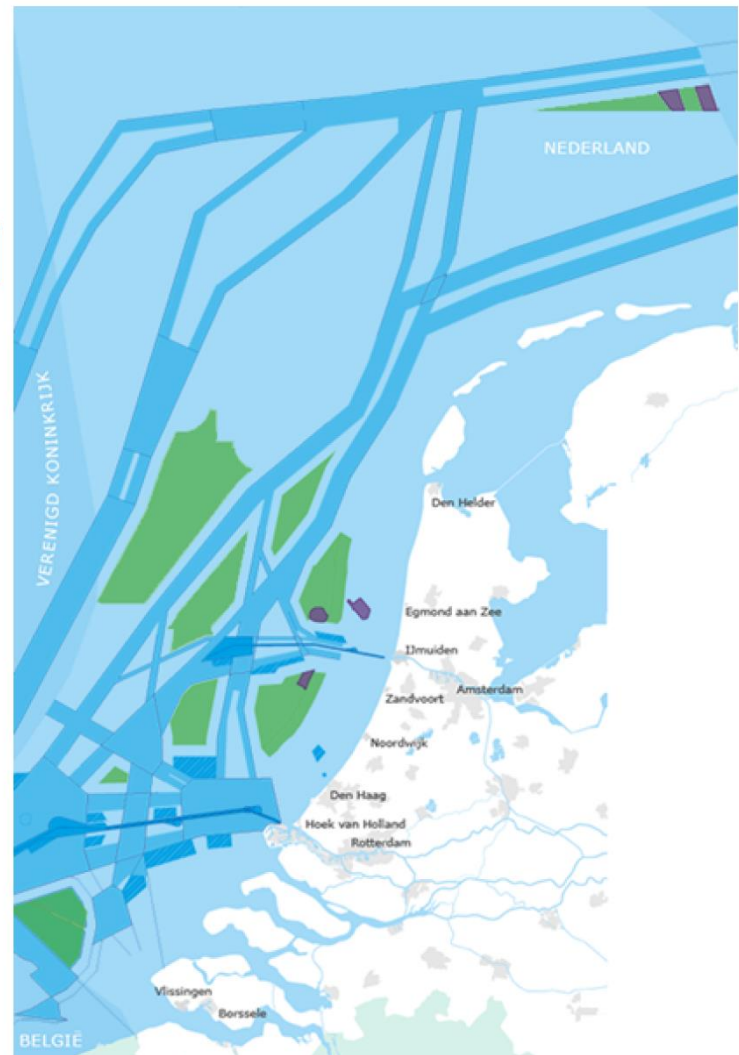 NEDERLAND
VERENIGD KONINKRIJK
Den Helder
Egmond aan Zee
IJmuiden
Amsterdam
Zandvoort
Noordwijk
Den Haag
Hoek van Holland
Rotterdam
Vlissingen
Borssele
BELGIË